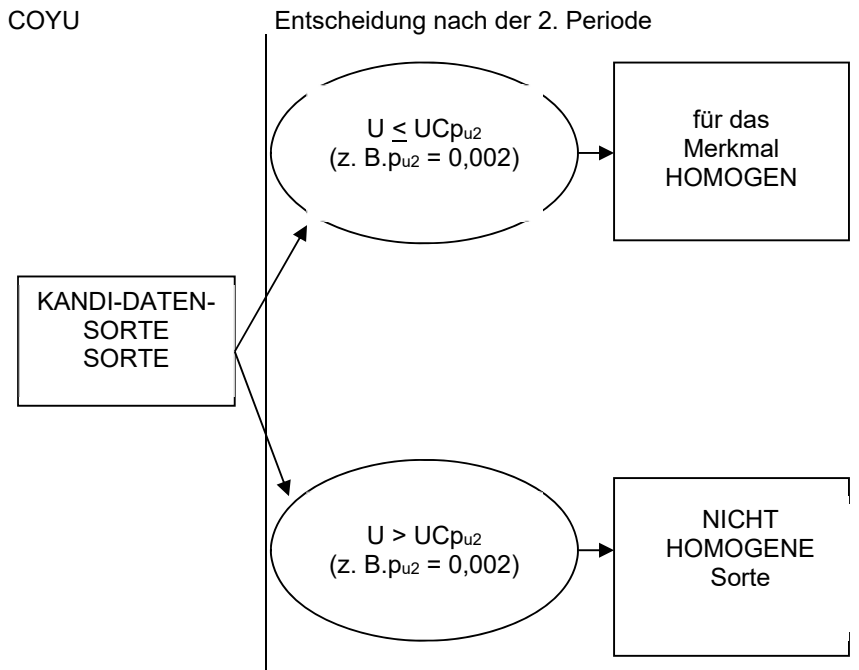 COYU
Entscheidung nach der 2. Periode
U ≤ UCpu2
(z. B.pu2 = 0,002)
für das
Merkmal
HOMOGEN
KANDI-DATEN-
SORTE
SORTE
U > UCpu2
(z. B.pu2 = 0,002)
NICHT
HOMOGENE
Sorte